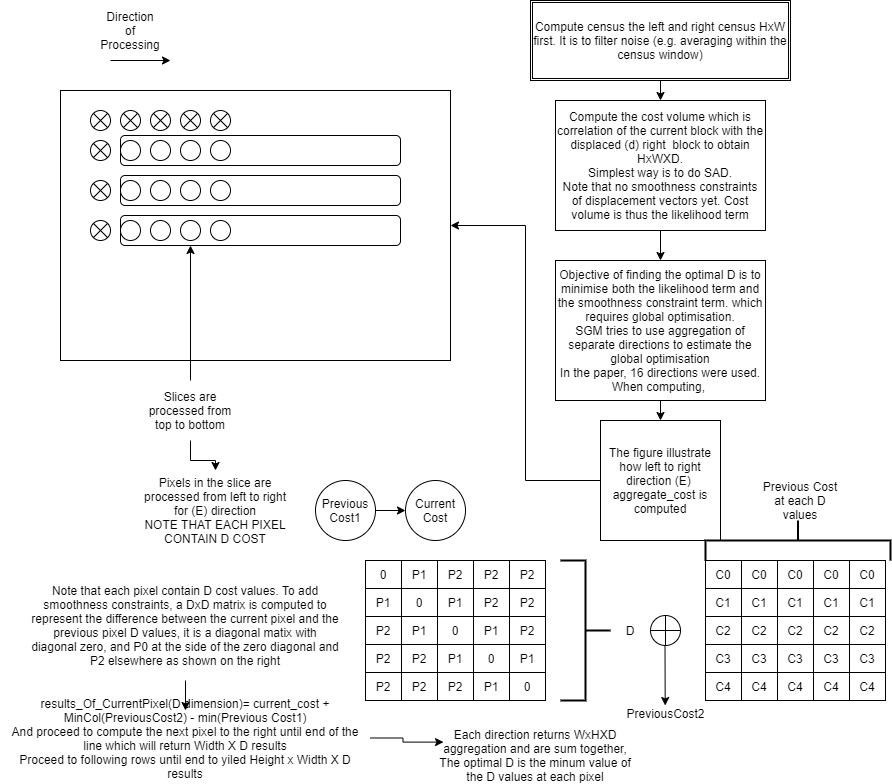 Direction
of
Processing
Compute census the left and right census HxW
first. It is to filter noise (e.g. averaging within the
census window)
Compute the cost volume which is
correlation of the current block with the
displaced (d) right block to obtain
HxWXD.
Simplest way is to do SAD.
Note that no smoothness constraints
of displacement vectors yet. Cost
volume is thus the likelihood term
Objective of finding the optimal D is to
minimise both the likelihood term and
the smoothness constraint term. which
requires global optimisation.
SGM tries to use aggregation of
separate directions to estimate the
global optimisation
In the paper, 16 directions were used.
When computing,
Slices are
processed from
top to bottom
The figure illustrate
how left to right
direction (E)
aggregate_cost is
computed
Pixels in the slice are
processed from left to right
for (E) direction
NOTE THAT EACH PIXEL
CONTAIN D COST
Previous
Cost1
Current
Cost
Previous Cost
at each D
values
Note that each pixel contain D cost values. To add
smoothness constraints, a DxD matrix is computed to
represent the difference between the current pixel and the
previous pixel D values, it is a diagonal matix with
diagonal zero, and P0 at the side of the zero diagonal and
P2 elsewhere as shown on the right
0 P1 P2 P2 P2
P1 0 P1 P2 P2
P2 P1 0 P1 P2
P2 P2 P1 0 P1
P2 P2 P2 P1 0
D
C0 C0 C0 C0 C0
C1 C1 C1 C1 C1
C2 C2 C2 C2 C2
C3 C3 C3 C3 C3
C4 C4 C4 C4 C4
PreviousCost2
results_Of_CurrentPixel(D dimension)= current_cost +
MinCol(PreviousCost2) - min(Previous Cost1)
And proceed to compute the next pixel to the right until end of the
line which will return Width X D results
Proceed to following rows until end to yiled Height x Width X D
results
Each direction returns WxHXD
aggregation and are sum together,
The optimal D is the minum value of
the D values at each pixel